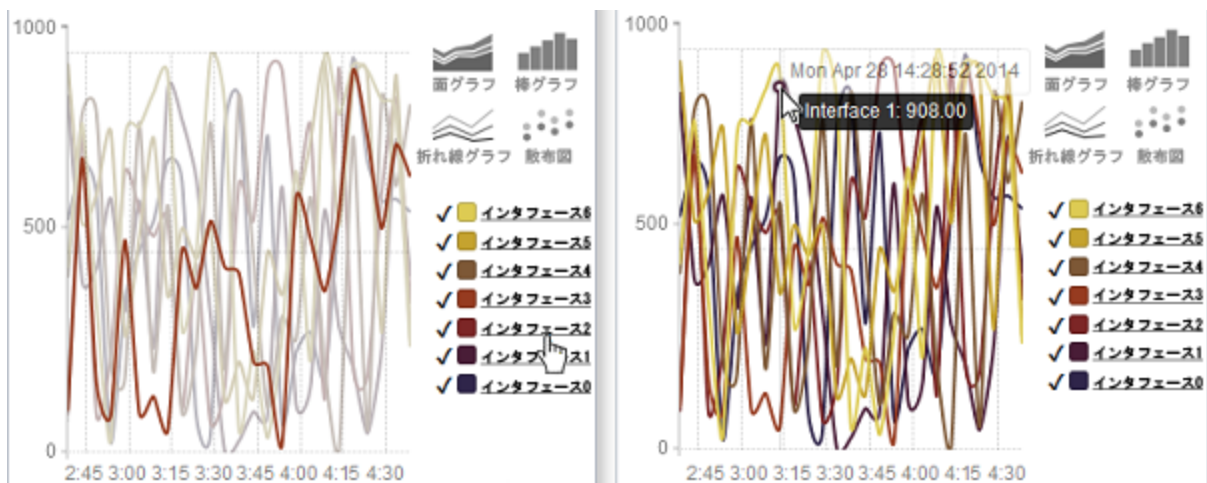 1000
500
0
2:45 3:00 3:15 3:30 3:45 4:00 4:15 4:30
面グラフ 棒グラフ
折れ線グラフ 散布図
✓ インタフェース6
✓ インタフェース5
✓ インタフェース4
✓ インタフェース3
✓ インタフェース2
✓ インタフェース1
✓ インタフェース0
1000
500
0
2:45 3:00 3:15 3:30 3:45 4:00 4:15 4:30
Mon Apr 28 14:28:52 2014
Interface 1: 908.00
面グラフ 棒グラフ
折れ線グラフ 散布図
✓ インタフェース6
✓ インタフェース5
✓ インタフェース4
✓ インタフェース3
✓ インタフェース2
✓ インタフェース1
✓ インタフェース0